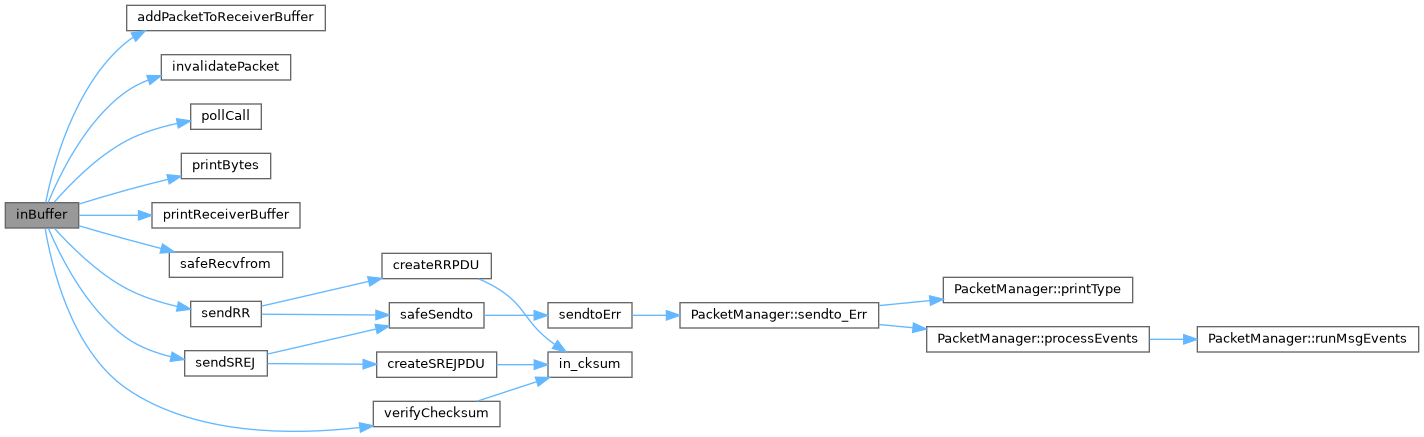 addPacketToReceiverBuffer
invalidatePacket
pollCall
printBytes
inBuffer
printReceiverBuffer
safeRecvfrom
createRRPDU
sendRR
safeSendto
sendtoErr
PacketManager::sendto_Err
PacketManager::printType
PacketManager::processEvents
PacketManager::runMsgEvents
sendSREJ
createSREJPDU
in_cksum
verifyChecksum